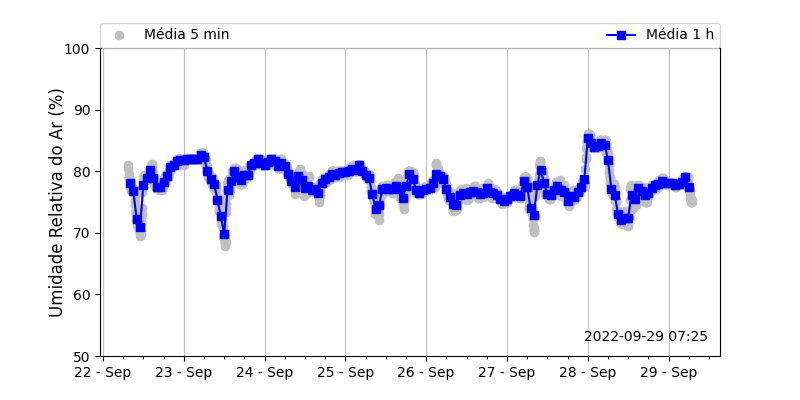 Média 5 min
Média 1 h
100
90
80
70
60
50
Umidade Relativa do Ar (%)
2022-09-29 07:25
22 - Sep
23 - Sep
24 - Sep
25 - Sep
26 - Sep
27 - Sep
28 - Sep
29 - Sep